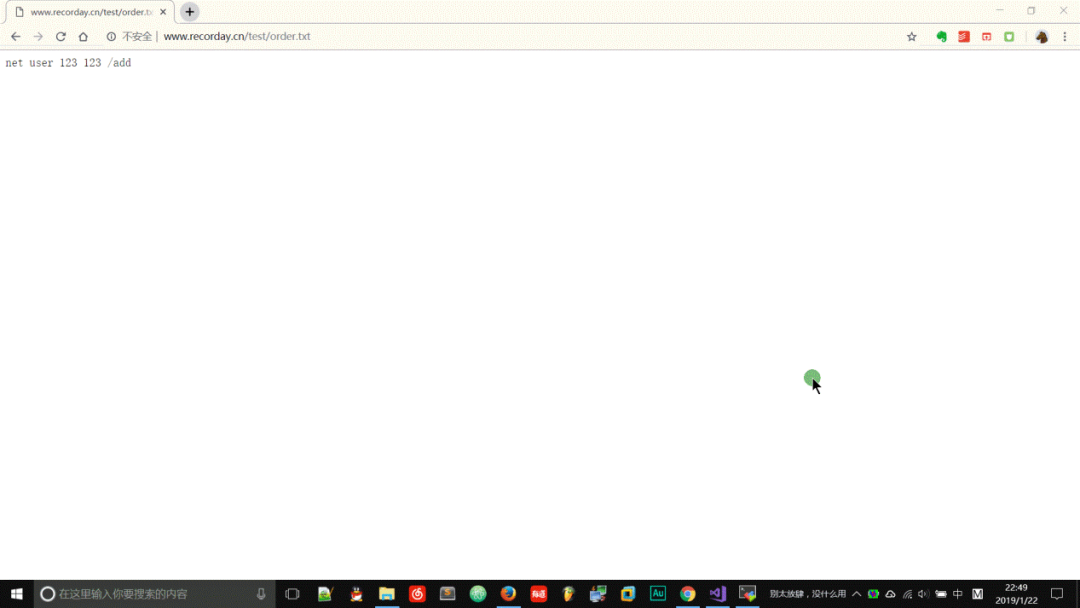 www.recorday.cn/test/order.tx
不安全 | www.recorday.cn/test/order.txt
net user 123 123 /add
在这里输入你要搜索的内容
Au
别太放肆，没什么用
中
M
22:49
2019/1/22